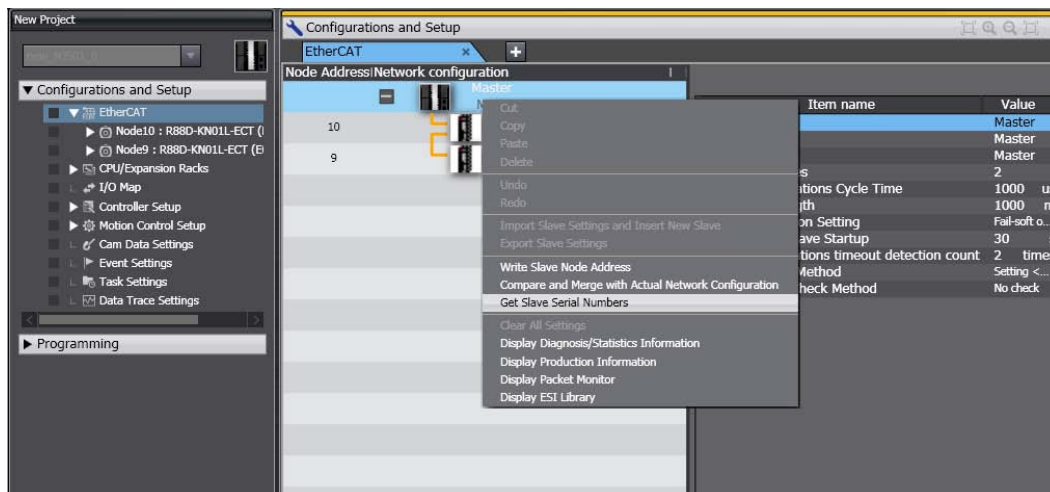 New Project
Configurations and Setup
EtherCAT
Node10 : R88D-KN01L-ECT (
Node9 : R88D-KN01L-ECT (E
CPU/Expansion Racks
I/O Map
Controller Setup
Motion Control Setup
Cam Data Settings
Event Settings
Task Settings
Data Trace Settings
Programming
Configurations and Setup
EtherCAT
Node Address Network configuration
Master
10
9
Cut
Copy
Paste
Delete
Undo
Redo
Import Slave Settings and Insert New Slave
Export Slave Settings
Write Slave Node Address
Compare and Merge with Actual Network Configuration
Get Slave Serial Numbers
Clear All Settings
Display Diagnosis/Statistics Information
Display Production Information
Display Packet Monitor
Display ESI Library
Item name Value
Master
Master
Master
2
Cycle Time 1000
1000
Setting Fail-soft o...
Startup 30
timeout detection count 2 time
Method Setting <...
Method No check